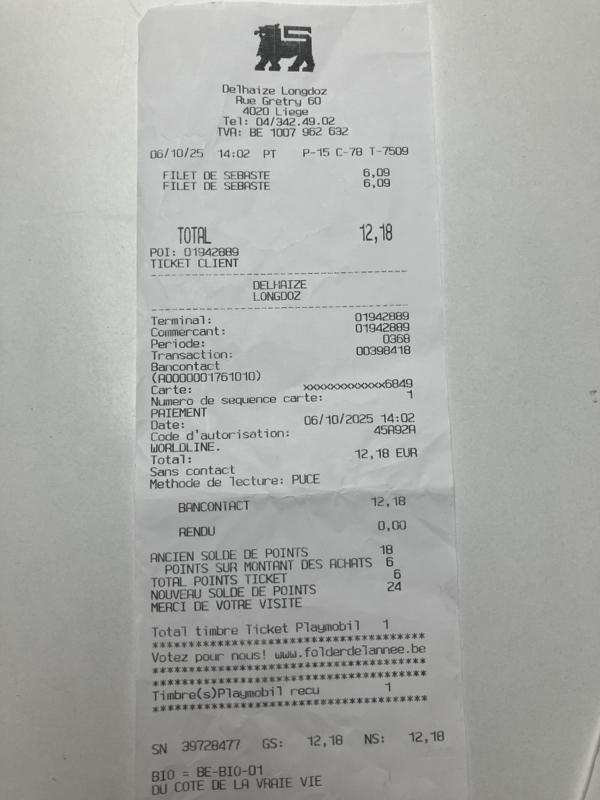 Delhaize Longdoz
Rue Gretry 60
4020 Liege
Tel: 04/342.49.02
TVA: BE 1007 962 632
06/10/25 14:02 PT P-15 C-78 T-7509
FILET DE SEBASTE 6,09
FILET DE SEBASTE 6,09
TOTAL 12,18
POI: 01942889
TICKET CLIENT
DELHAIZE
LONGDOZ
Terminal: 01942889
Commercant: 01942889
Periode: 0368
Transaction: 00398418
Bancontact
(A0000001761010)
Carte: xxxxxxxxxxxxx6849
Numero de sequence carte: 1
PAIEMENT
Date: 06/10/2025 14:02
Code d'autorisation: 45A92A
WORLDLINE.
Total: 12,18 EUR
Sans contact
Methode de lecture: PUCE
BANCONTACT 12,18
RENDU 0,00
ANCIEN SOLDE DE POINTS 18
POINTS SUR MONTANT DES ACHATS 6
TOTAL POINTS TICKET 6
NOUVEAU SOLDE DE POINTS 24
MERCI DE VOTRE VISITE
Total timbre Ticket Playmobil 1
**********************************
Votez pour nous! www.folderdelannee.be
**********************************
**********************************
Timbre(s)Playmobil recu 1
**********************************
SN 39728477 GS: 12,18 NS: 12,18
BIO = BE-BIO-01
DU COTE DE LA VRAIE VIE